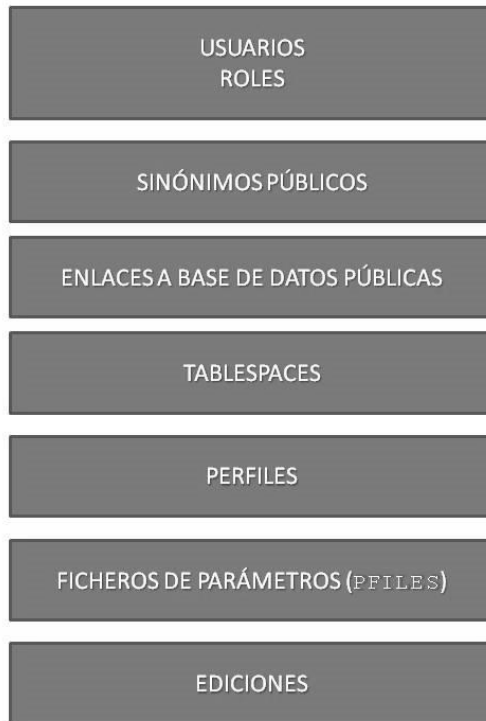 USUARIOS
ROLES
SINÓNIMOS PÚBLICOS
ENLACES A BASE DE DATOS PÚBLICAS
TABLESPACES
PERFILES
FICHEROS DE PARÁMETROS (PFILES)
EDICIONES